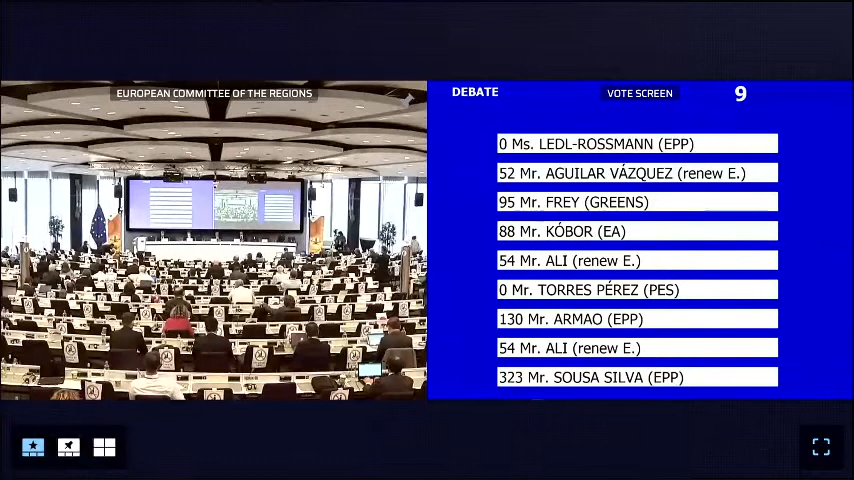 EUROPEAN COMMITTEE OF THE REGIONS
DEBATE
VOTE SCREEN
9
0 Ms. LEDL-ROSSMANN (EPP)
52 Mr. AGUILAR VÁZQUEZ (renew E.)
95 Mr. FREY (GREENS)
88 Mr. KÓBOR (EA)
54 Mr. ALI (renew E.)
0 Mr. TORRES PÉREZ (PES)
130 Mr. ARMAO (EPP)
54 Mr. ALI (renew E.)
323 Mr. SOUSA SILVA (EPP)